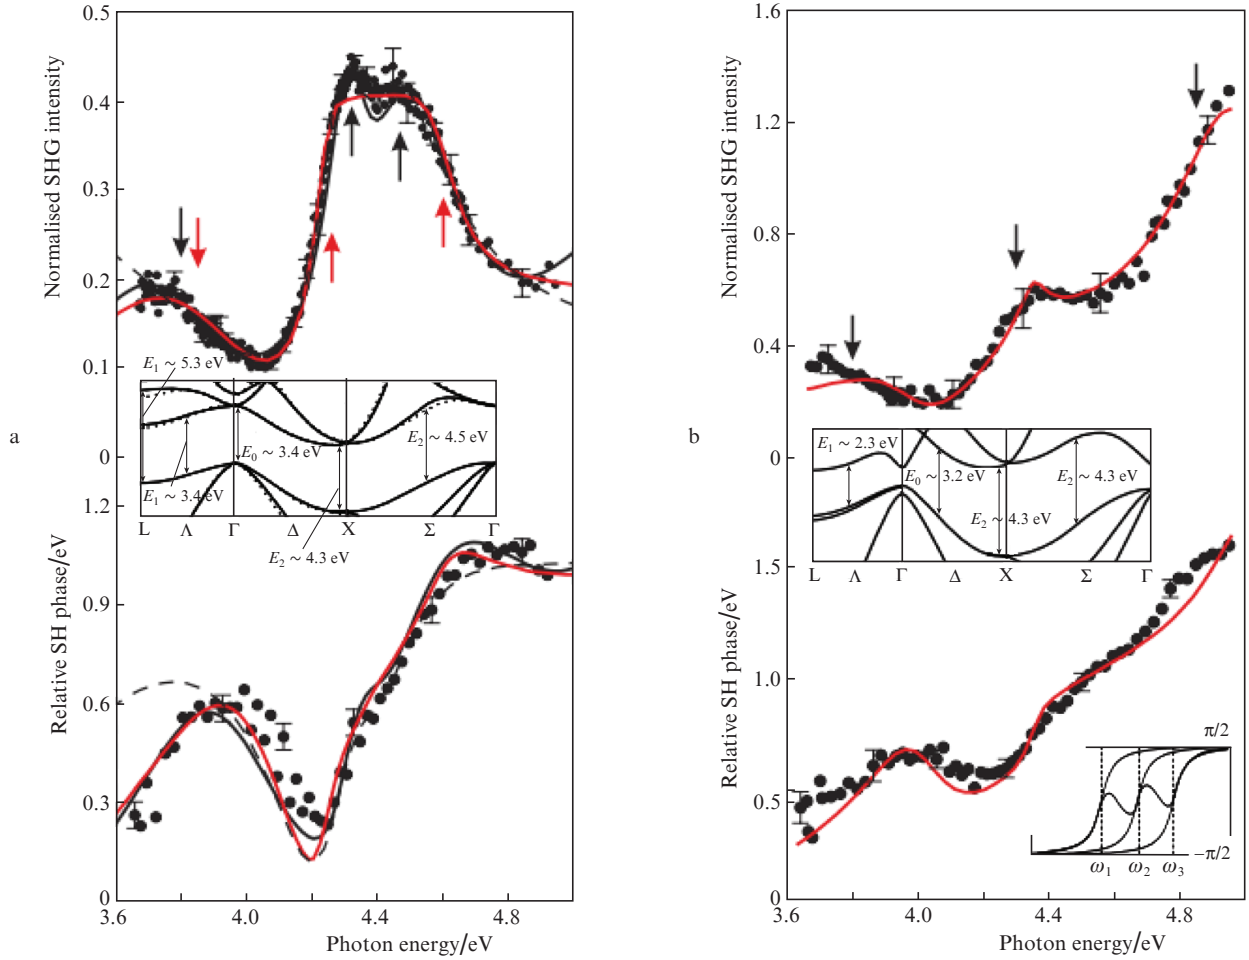 a
Normalised SHG intensity
0.5
0.4
0.3
0.2
0.1
0
E1 ~ 5.3 eV
E1 ~ 3.4 eV
E0 ~ 3.4 eV
E2 ~ 4.3 eV
E2 ~ 4.5 eV
L Λ Γ Δ X Σ Γ
Relative SH phase/eV
1.2
0.9
0.6
0.3
0
3.6 4.0 4.4 4.8
Photon energy/eV
b
Normalised SHG intensity
1.6
1.2
0.8
0.4
0
E1 ~ 2.3 eV
E0 ~ 3.2 eV
E2 ~ 4.3 eV
E2 ~ 4.3 eV
L Λ Γ Δ X Σ Γ
Relative SH phase/eV
1.5
1.0
0.5
0
π/2
−π/2
ω1 ω2 ω3
3.6 4.0 4.4 4.8
Photon energy/eV